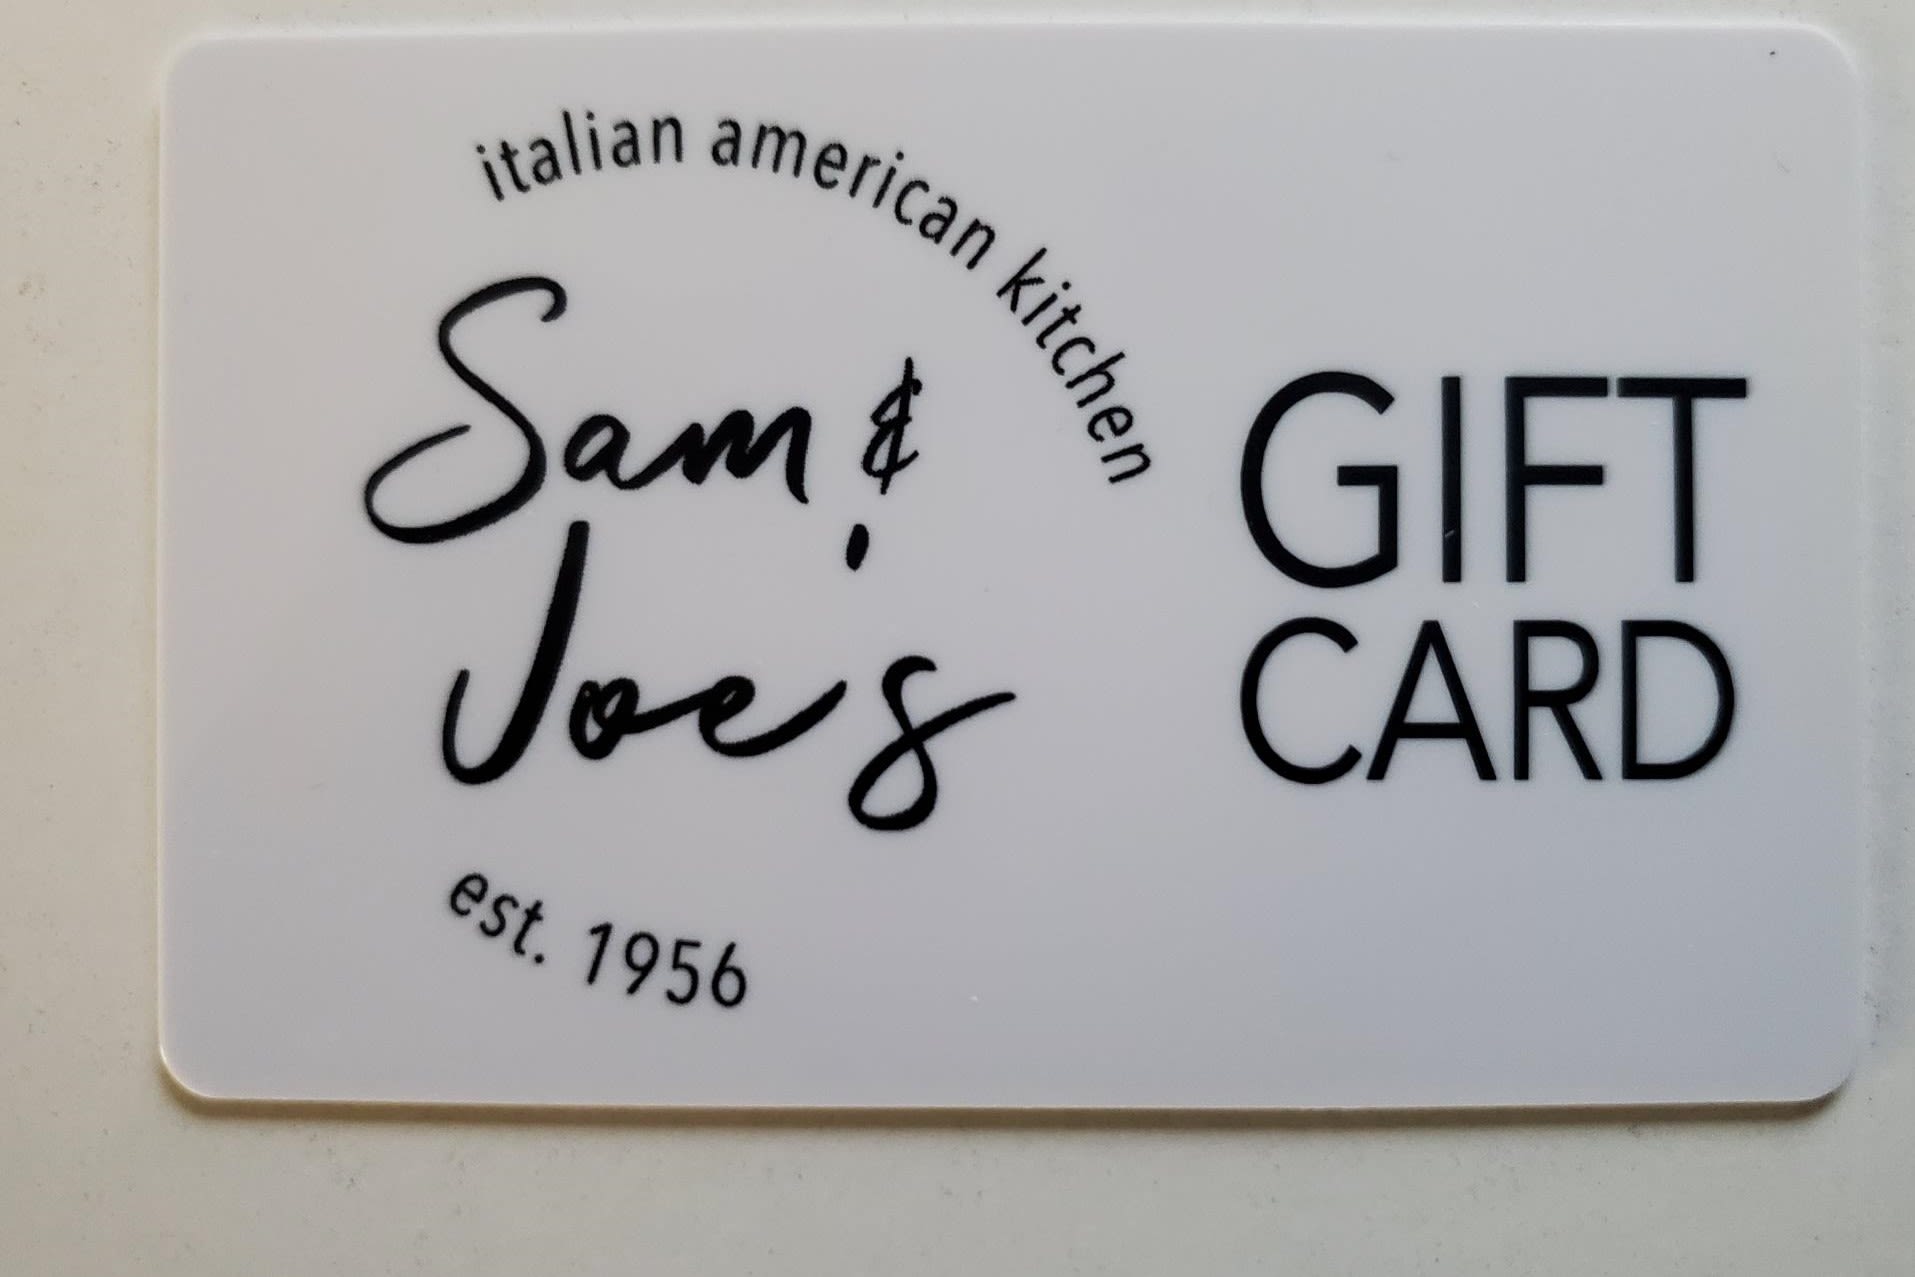 italian american kitchen
Sam &
Joe's
est. 1956
GIFT
CARD